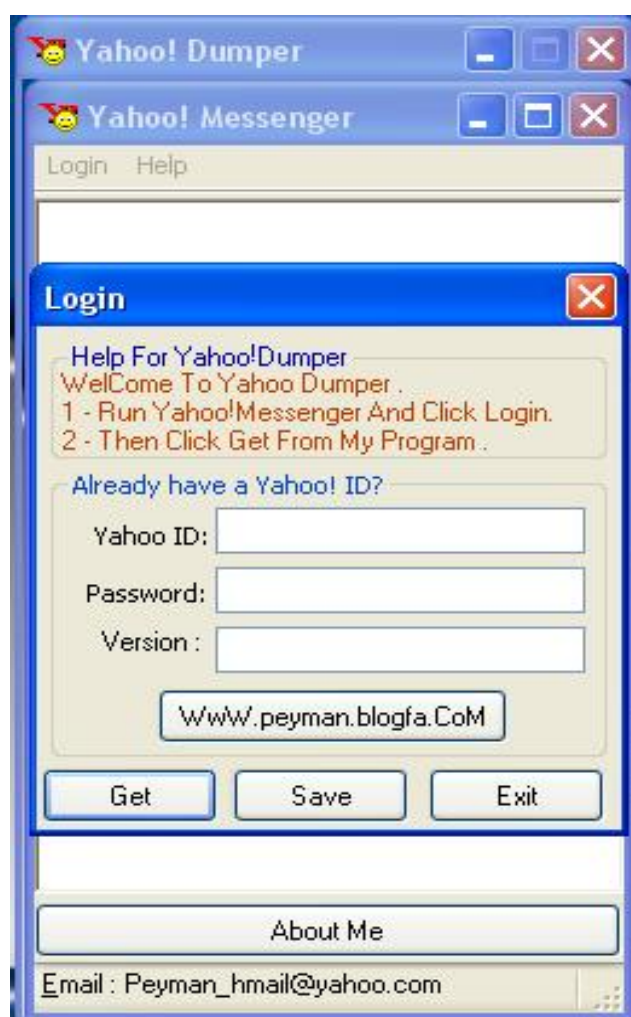 Yahoo! Dumper
Yahoo! Messenger
Login Help
Login
Help For Yahoo!Dumper
WelCome To Yahoo Dumper .
1 - Run Yahoo!Messenger And Click Login.
2 - Then Click Get From My Program .
Already have a Yahoo! ID?
Yahoo ID:
Password:
Version :
WwW.peyman.blogfa.CoM
Get Save Exit
About Me
Email : Peyman_hmail@yahoo.com